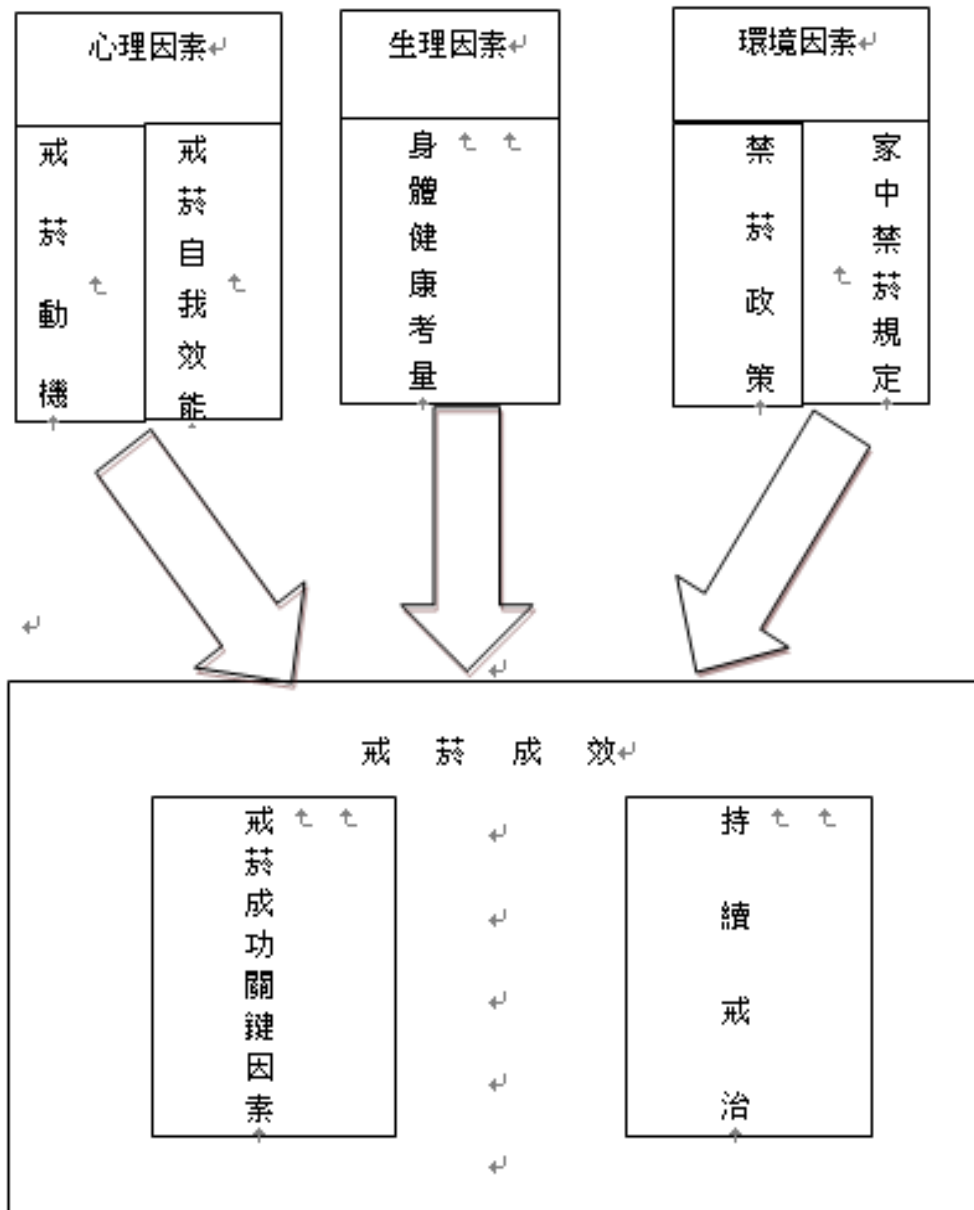 心理因素
戒菸動機
戒菸自我效能
生理因素
身體健康考量
環境因素
禁菸政策
家中禁菸規定
戒菸成效
戒菸成功關鍵因素
持續戒治